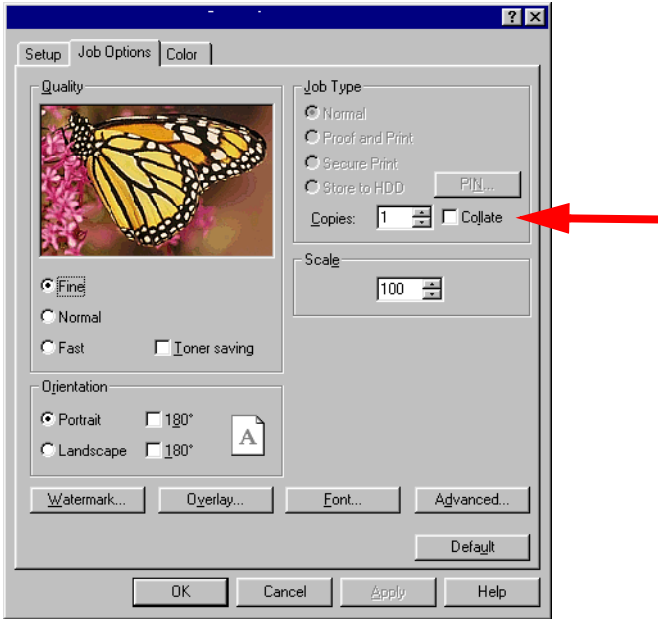 Setup
Job Options
Color
Quality
Fine
Normal
Fast
Toner saving
Orientation
Portrait
180°
Landscape
180°
A
Job Type
Normal
Proof and Print
Secure Print
Store to HDD
PIN...
Copies:
1
Collate
Scale
100
Watermark...
Overlay...
Font...
Advanced...
Default
OK
Cancel
Apply
Help